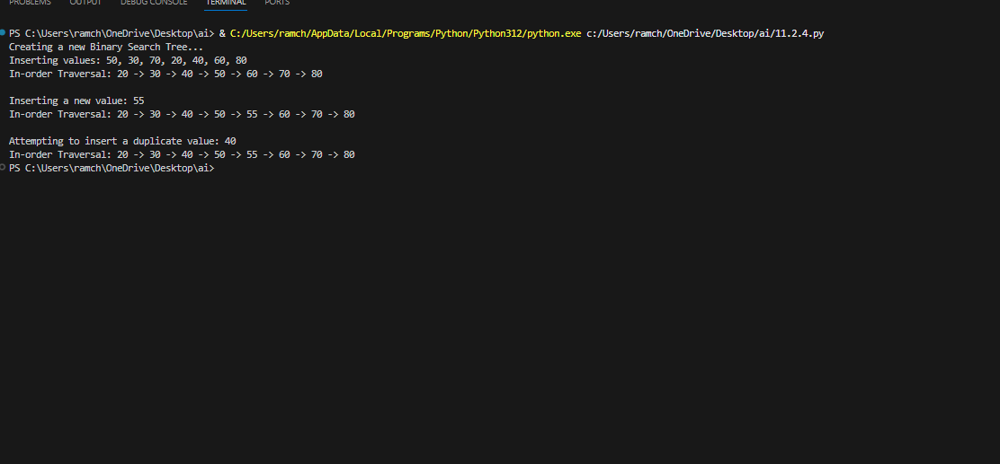 PROBLEMS OUTPUT DEBUG CONSOLE TERMINAL PORTS
PS C:\Users\ramch\OneDrive\Desktop\ai> & C:/Users/ramch/AppData/Local/Programs/Python/Python312/python.exe c:/Users/ramch/OneDrive/Desktop/ai/11.2.4.py
Creating a new Binary Search Tree...
Inserting values: 50, 30, 70, 20, 40, 60, 80
In-order Traversal: 20 -> 30 -> 40 -> 50 -> 60 -> 70 -> 80
Inserting a new value: 55
In-order Traversal: 20 -> 30 -> 40 -> 50 -> 55 -> 60 -> 70 -> 80
Attempting to insert a duplicate value: 40
In-order Traversal: 20 -> 30 -> 40 -> 50 -> 55 -> 60 -> 70 -> 80
PS C:\Users\ramch\OneDrive\Desktop\ai>